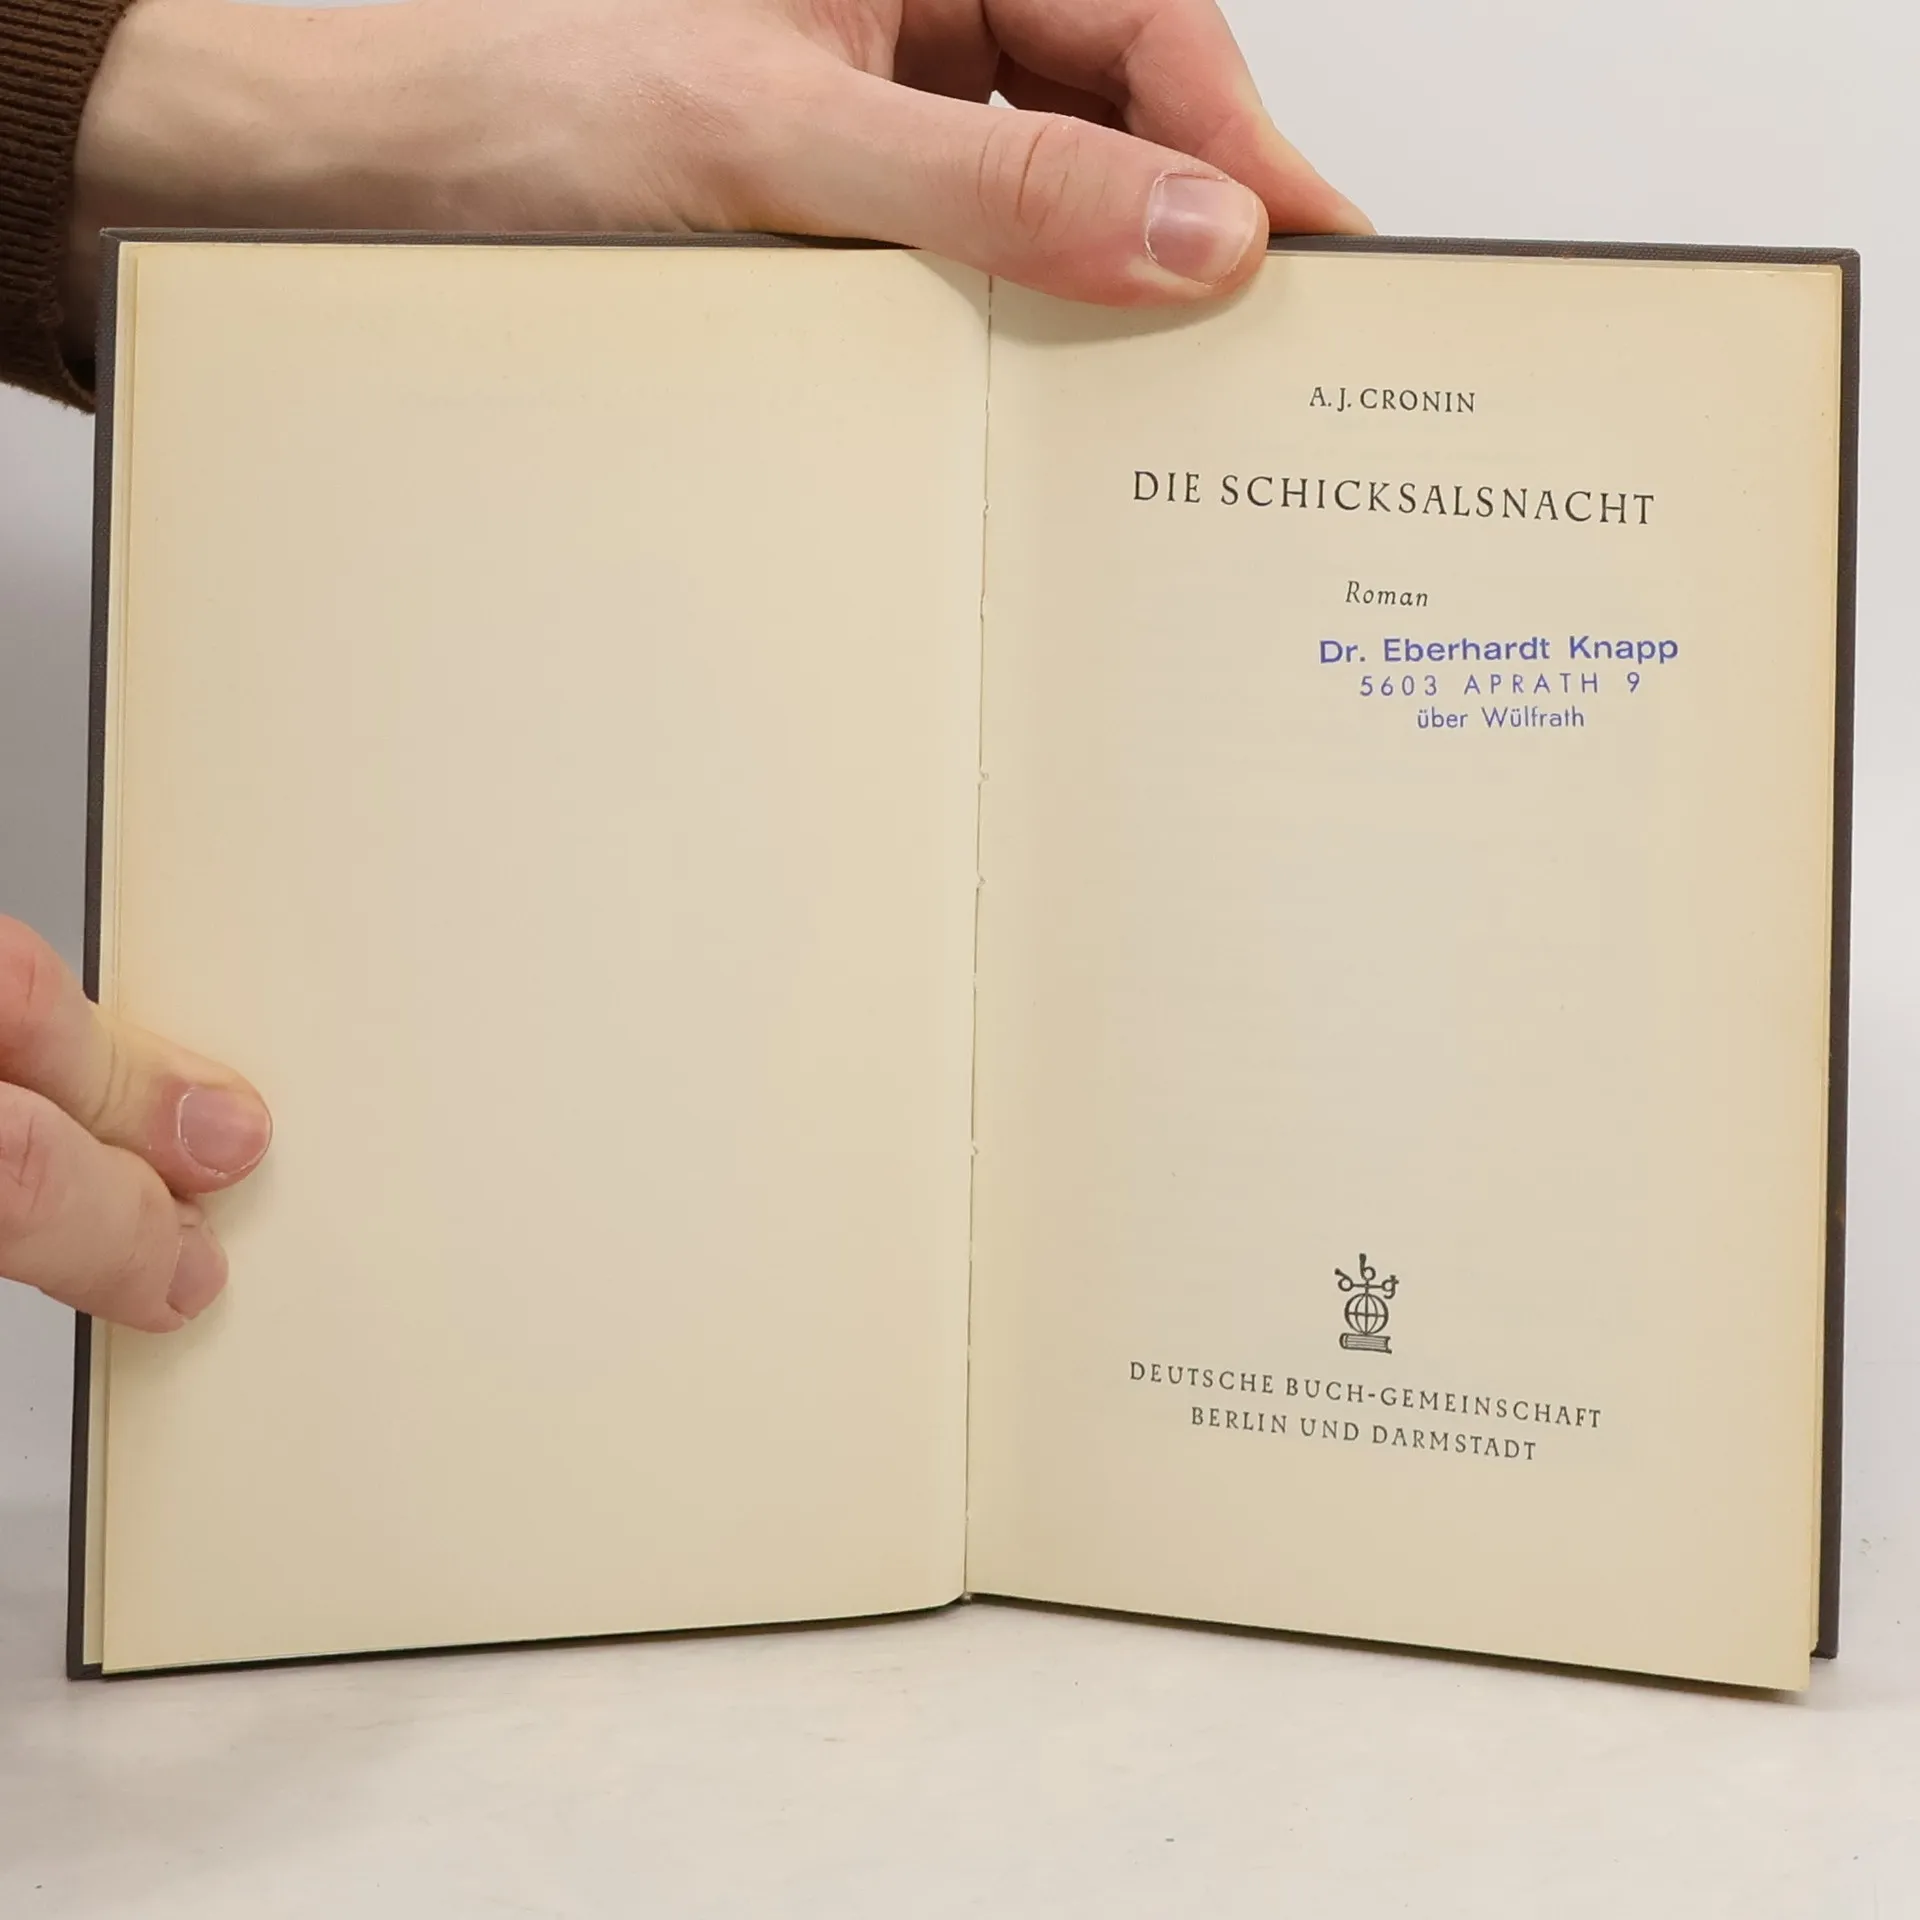 A. J. CRONIN
DIE SCHICKSALSNACHT
Roman
Dr. Eberhardt Knapp
5603 APRATH 9
über Wülfrath
dbg
DEUTSCHE BUCH-GEMEINSCHAFT
BERLIN UND DARMSTADT